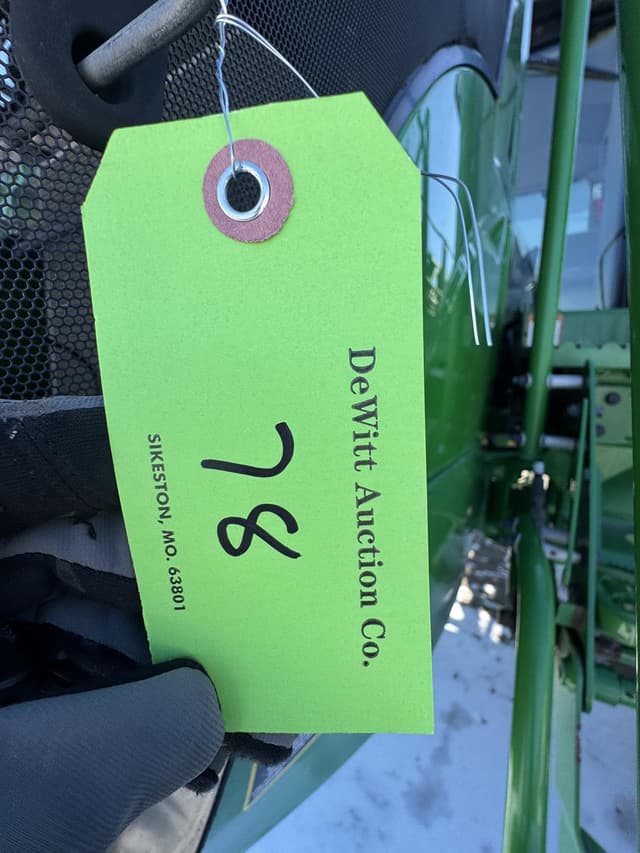 DeWitt Auction Co.
78
SIKESTON, MO. 63801